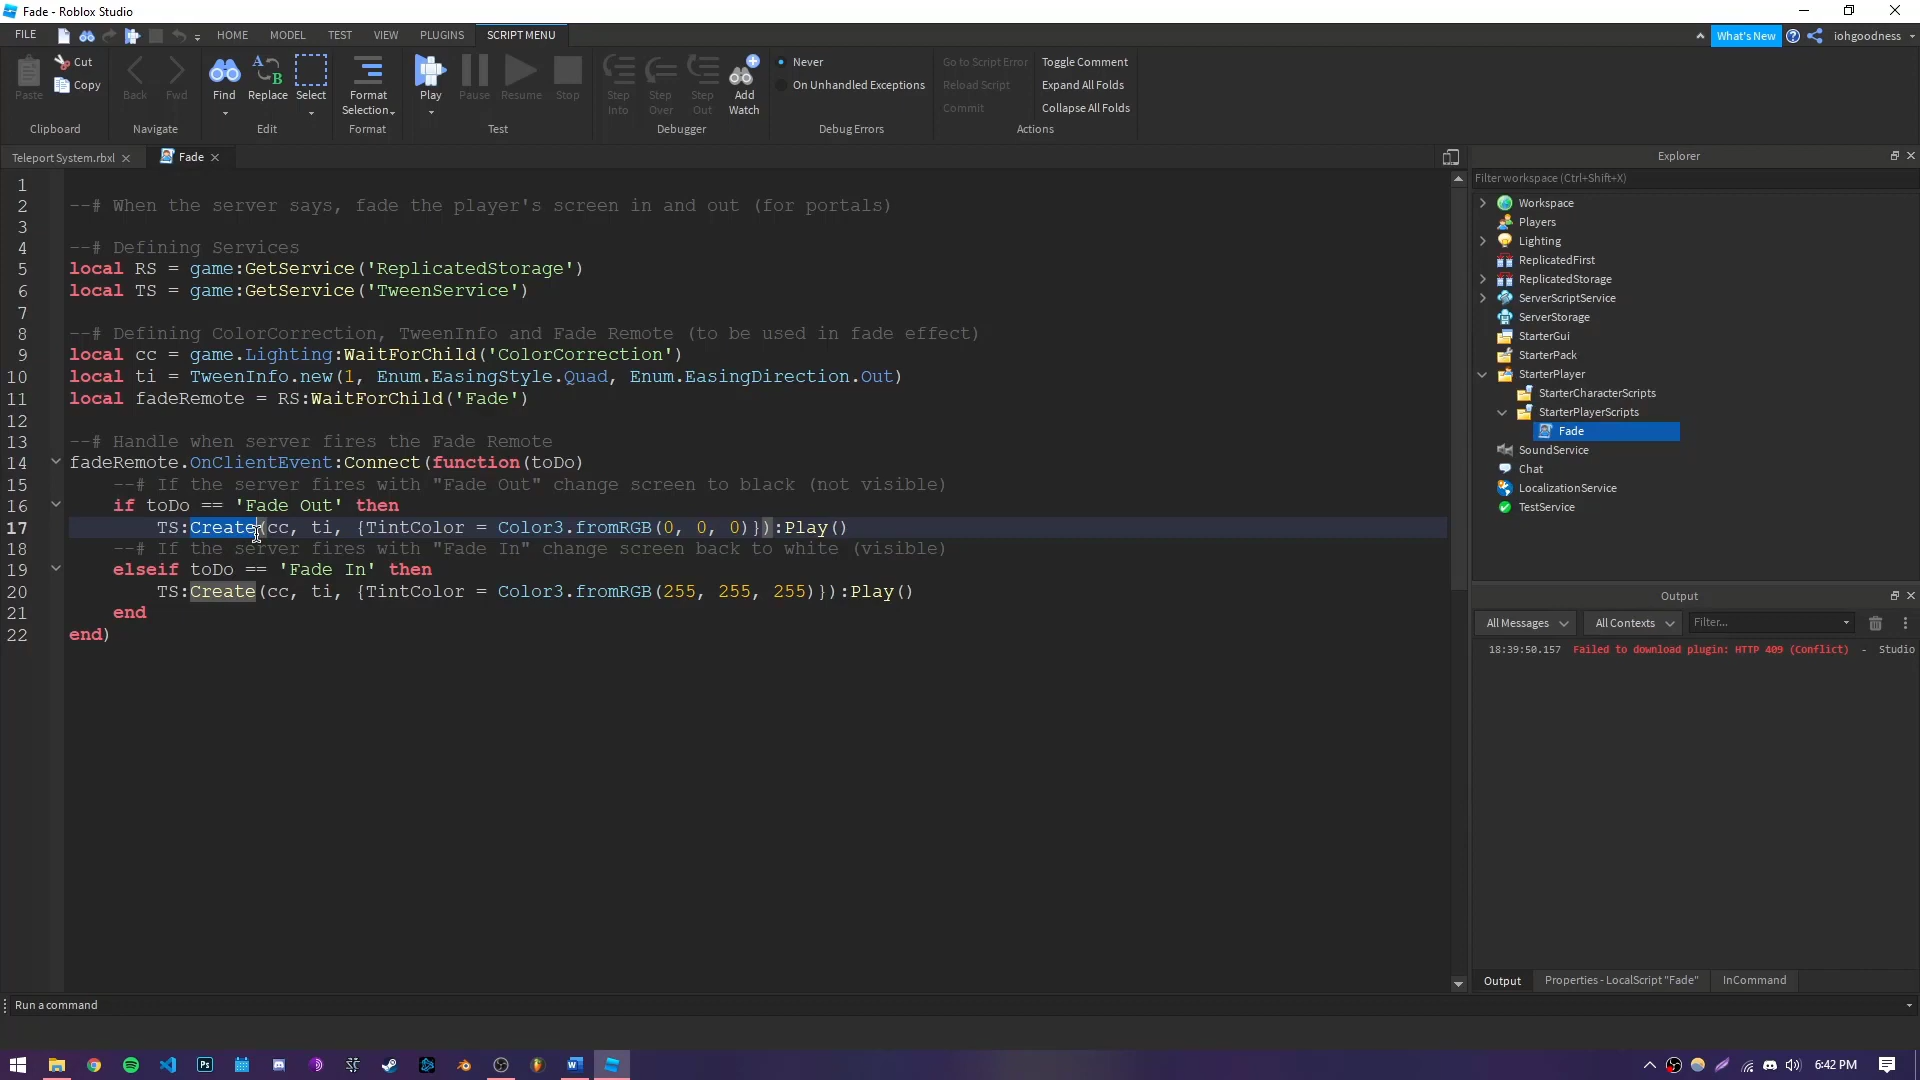 Fade - Roblox Studio
FILE HOME MODEL TEST VIEW PLUGINS SCRIPT MENU What's New iohgoodness
Cut
Copy
Paste
Clipboard
Back Fwd
Navigate
Find Replace Select
Edit
Format
Selection
Format
Play Pause Resume Stop
Test
Step Into
Step Over
Step Out
Add Watch
Debugger
Never
On Unhandled Exceptions
Debug Errors
Go to Script Error
Reload Script
Commit
Toggle Comment
Expand All Folds
Collapse All Folds
Actions
Teleport System.rbxl
Fade
1
2 --# When the server says, fade the player's screen in and out (for portals)
3
4 --# Defining Services
5 local RS = game:GetService('ReplicatedStorage')
6 local TS = game:GetService('TweenService')
7
8 --# Defining ColorCorrection, TweenInfo and Fade Remote (to be used in fade effect)
9 local cc = game.Lighting:WaitForChild('ColorCorrection')
10 local ti = TweenInfo.new(1, Enum.EasingStyle.Quad, Enum.EasingDirection.Out)
11 local fadeRemote = RS:WaitForChild('Fade')
12
13 --# Handle when server fires the Fade Remote
14 fadeRemote.OnClientEvent:Connect(function(toDo)
15 --# If the server fires with "Fade Out" change screen to black (not visible)
16 if toDo == 'Fade Out' then
17 TS:Create(cc, ti, {TintColor = Color3.fromRGB(0, 0, 0)}):Play()
18 --# If the server fires with "Fade In" change screen back to white (visible)
19 elseif toDo == 'Fade In' then
20 TS:Create(cc, ti, {TintColor = Color3.fromRGB(255, 255, 255)}):Play()
21 end
22 end)
Explorer
Filter workspace (Ctrl+Shift+X)
Workspace
Players
Lighting
ReplicatedFirst
ReplicatedStorage
ServerScriptService
ServerStorage
StarterGui
StarterPack
StarterPlayer
StarterCharacterScripts
StarterPlayerScripts
Fade
SoundService
Chat
LocalizationService
TestService
Output
All Messages All Contexts Filter...
18:39:50.157 Failed to download plugin: HTTP 409 (Conflict) - Studio
Output Properties - LocalScript "Fade" InCommand
Run a command
6:42 PM